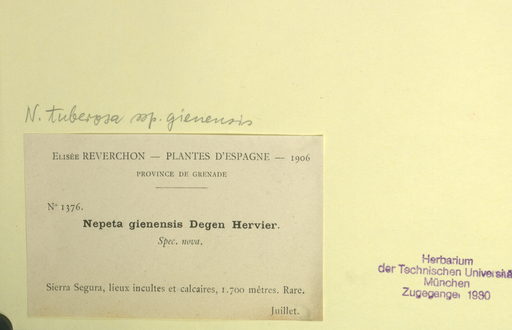 N. tuberosa ssp. gienensis
Elisée REVERCHON — PLANTES D'ESPAGNE — 1906
PROVINCE DE GRENADE
N° 1376.
Nepeta gienensis Degen Hervier.
Spec. nova.
Sierra Segura, lieux incultes et calcaires, 1.700 mètres. Rare.
Juillet.
Herbarium
der Technischen Universität
München
Zugegangen 1980